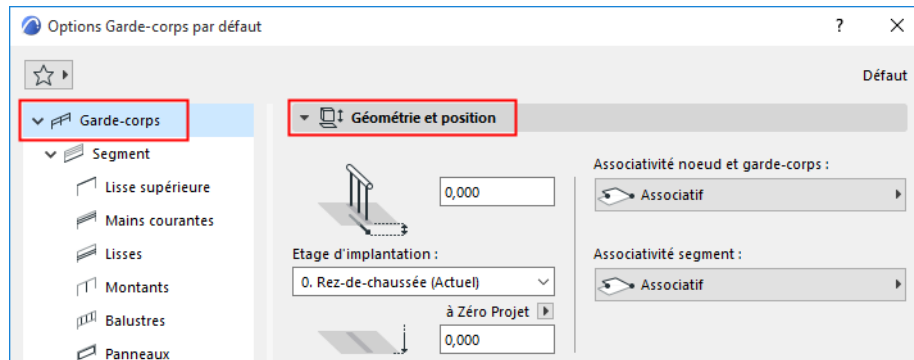 Options Garde-corps par défaut
?
Défaut
Garde-corps
Segment
Lisse supérieure
Mains courantes
Lisses
Montants
Balustres
Panneaux
Géométrie et position
0,000
Etage d'implantation :
0. Rez-de-chaussée (Actuel)
à Zéro Projet
0,000
Associativité noeud et garde-corps :
Associatif
Associativité segment :
Associatif